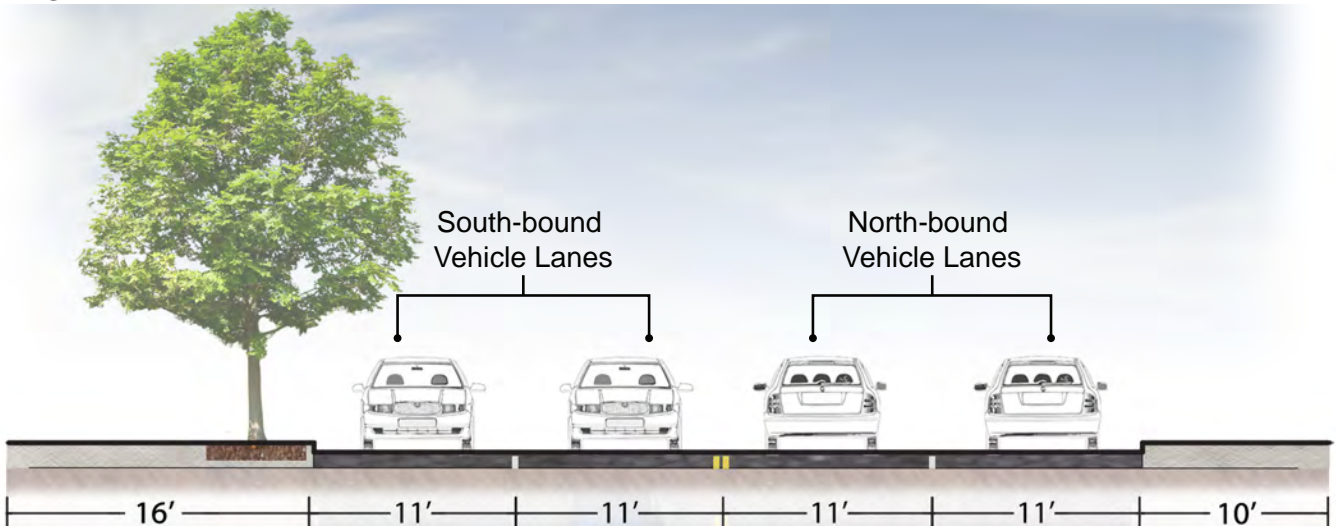 South-bound
Vehicle Lanes
North-bound
Vehicle Lanes
16’ 11’ 11’ 11’ 11’ 10’